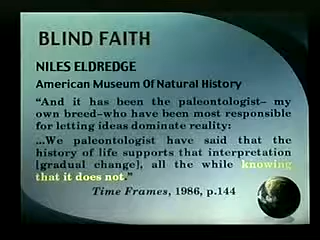 BLIND FAITH
NILES ELDREDGE
American Museum Of Natural History
“And it has been the paleontologist– my
own breed–who have been most responsible
for letting ideas dominate reality:
...We paleontologist have said that the
history of life supports that interpretation
[gradual change], all the while knowing
that it does not.”
Time Frames, 1986, p.144